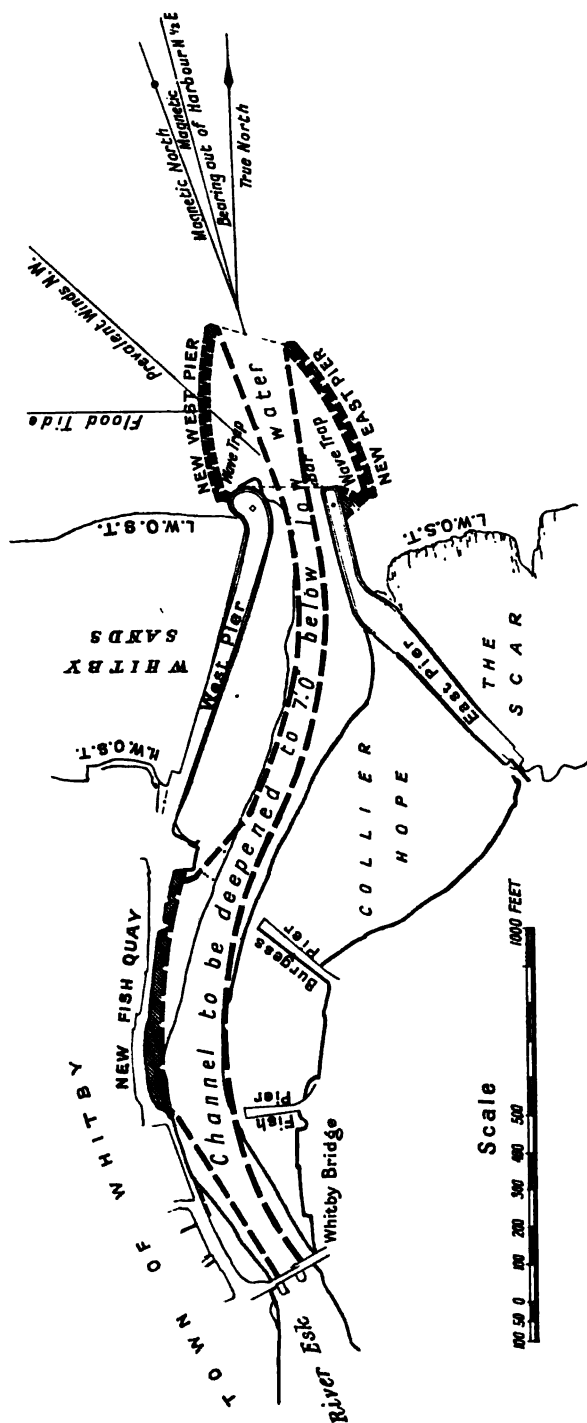 Magnetic North
Magnetic
Bearing out of Harbour N ½ E
True North
Prevalent Winds N.W.
Flood Tide
NEW WEST PIER
Wave Trap
water
NEW EAST PIER
Wave Trap
Bar
L.W.O.S.T.
WHITBY
SANDS
West Pier
H.W.O.S.T.
L.W.O.S.T.
THE
SCAR
East Pier
COLLIER
HOPE
Channel to be deepened to 7.0 below
Burgess
Pier
NEW FISH QUAY
Fish
Pier
TOWN OF WHITBY
Whitby Bridge
River Esk
Scale
100 50 0 100 200 300 400 500 1000 FEET